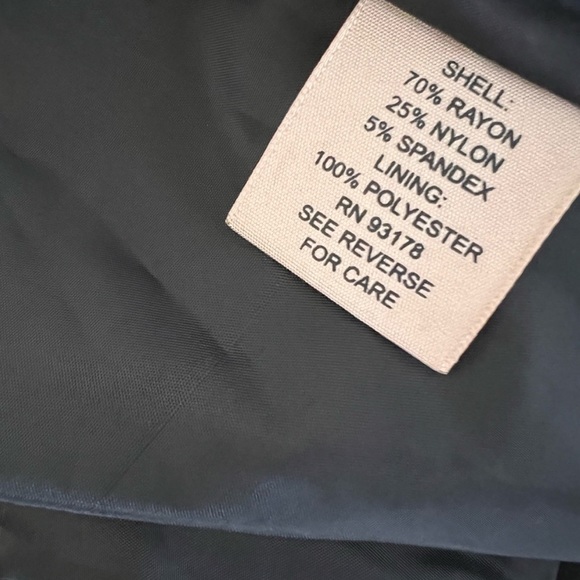 SHELL:
70% RAYON
25% NYLON
5% SPANDEX
LINING:
100% POLYESTER
RN 93178
SEE REVERSE
FOR CARE